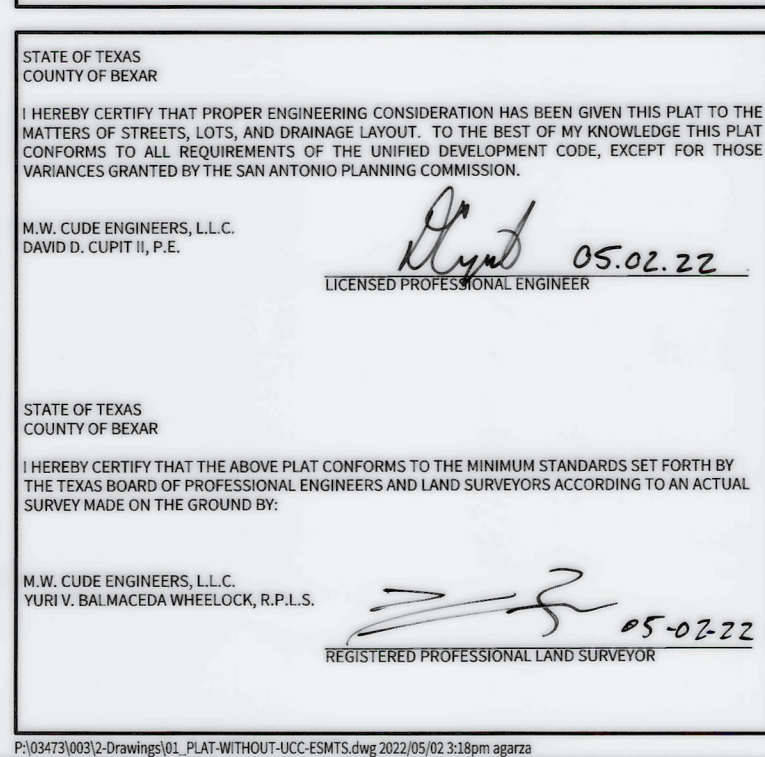 STATE OF TEXAS
COUNTY OF BEXAR
I HEREBY CERTIFY THAT PROPER ENGINEERING CONSIDERATION HAS BEEN GIVEN THIS PLAT TO THE
MATTERS OF STREETS, LOTS, AND DRAINAGE LAYOUT. TO THE BEST OF MY KNOWLEDGE THIS PLAT
CONFORMS TO ALL REQUIREMENTS OF THE UNIFIED DEVELOPMENT CODE, EXCEPT FOR THOSE
VARIANCES GRANTED BY THE SAN ANTONIO PLANNING COMMISSION.
M.W. CUDE ENGINEERS, L.L.C.
DAVID D. CUPIT II, P.E.
05.02.22
LICENSED PROFESSIONAL ENGINEER
STATE OF TEXAS
COUNTY OF BEXAR
I HEREBY CERTIFY THAT THE ABOVE PLAT CONFORMS TO THE MINIMUM STANDARDS SET FORTH BY
THE TEXAS BOARD OF PROFESSIONAL ENGINEERS AND LAND SURVEYORS ACCORDING TO AN ACTUAL
SURVEY MADE ON THE GROUND BY:
M.W. CUDE ENGINEERS, L.L.C.
YURI V. BALMACEDA WHEELOCK, R.P.L.S.
05-02-22
REGISTERED PROFESSIONAL LAND SURVEYOR
P:\03473\003\2-Drawings\01_PLAT-WITHOUT-UCC-ESMTS.dwg 2022/05/02 3:18pm agarza